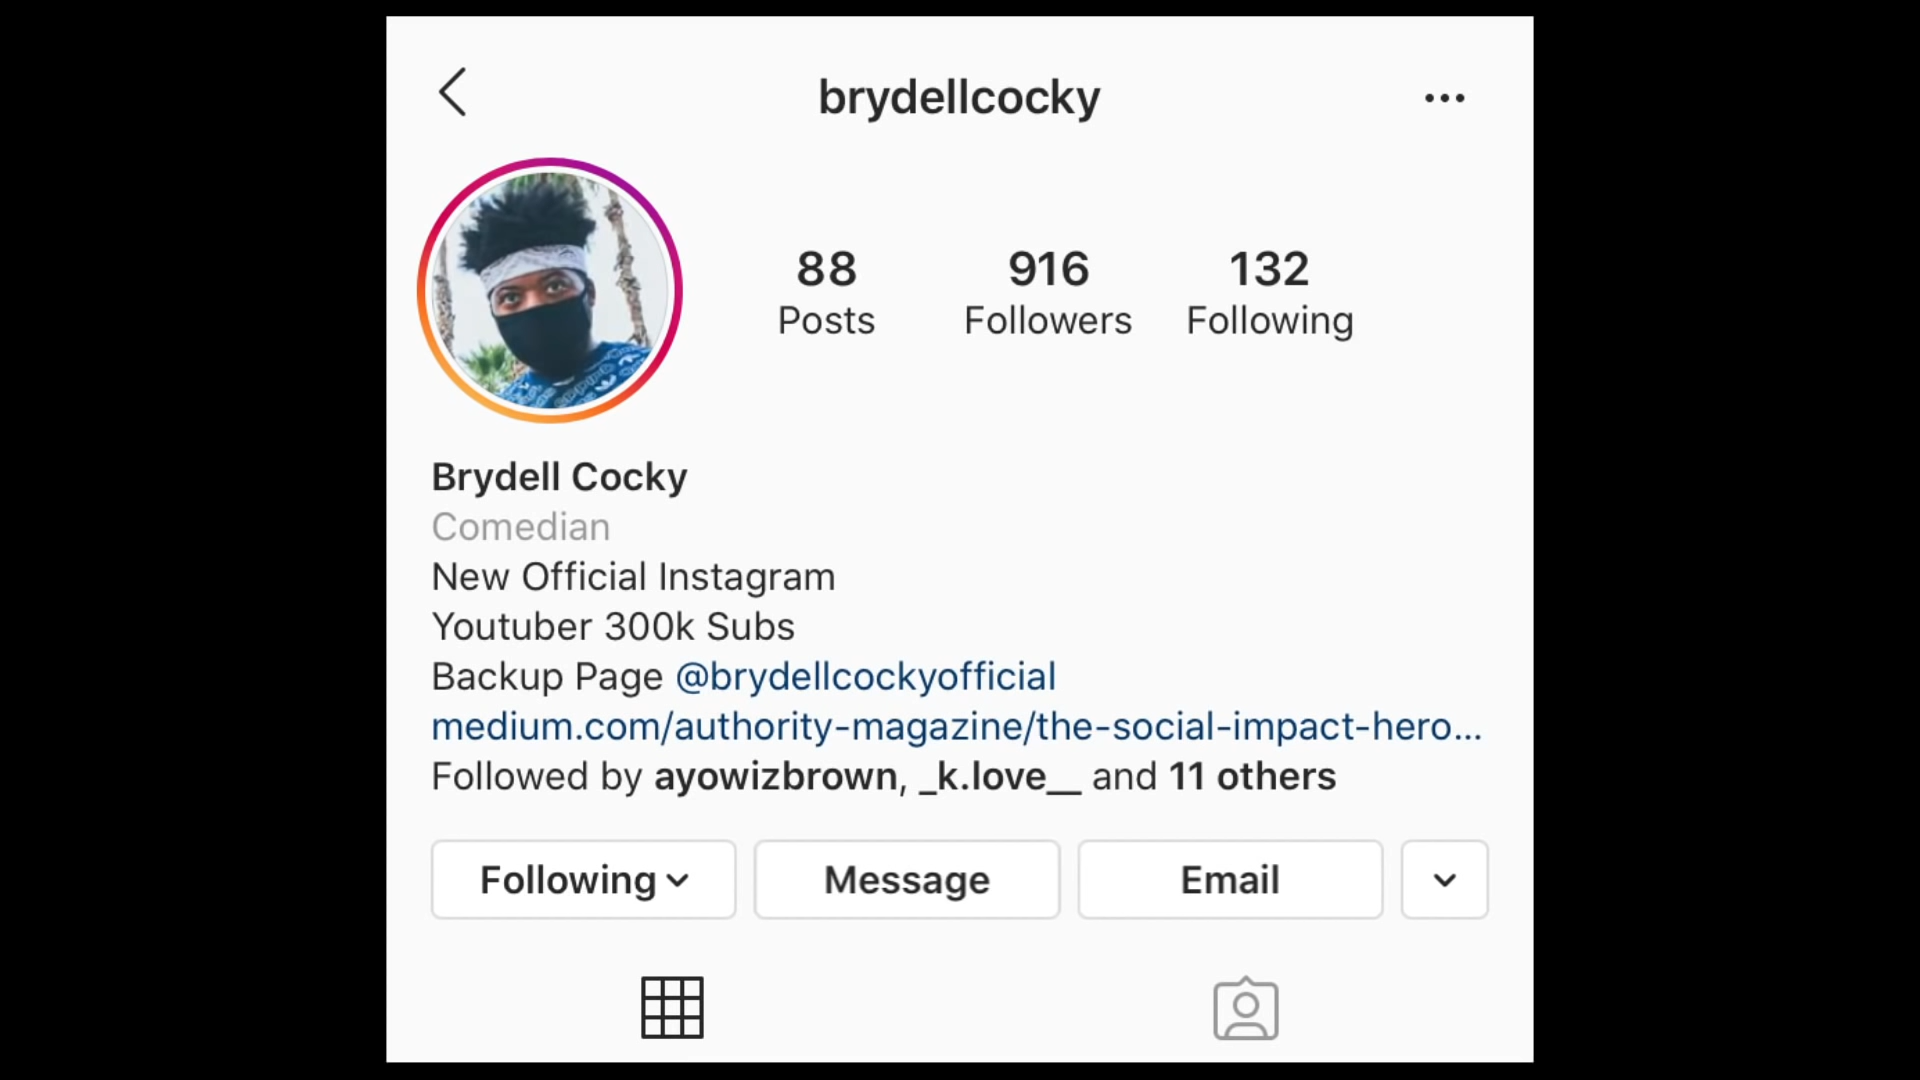 brydellcocky
88 916 132
Posts Followers Following
Brydell Cocky
Comedian
New Official Instagram
Youtuber 300k Subs
Backup Page @brydellcockyofficial
medium.com/authority-magazine/the-social-impact-hero...
Followed by ayowizbrown, _k.love__ and 11 others
Following Message Email